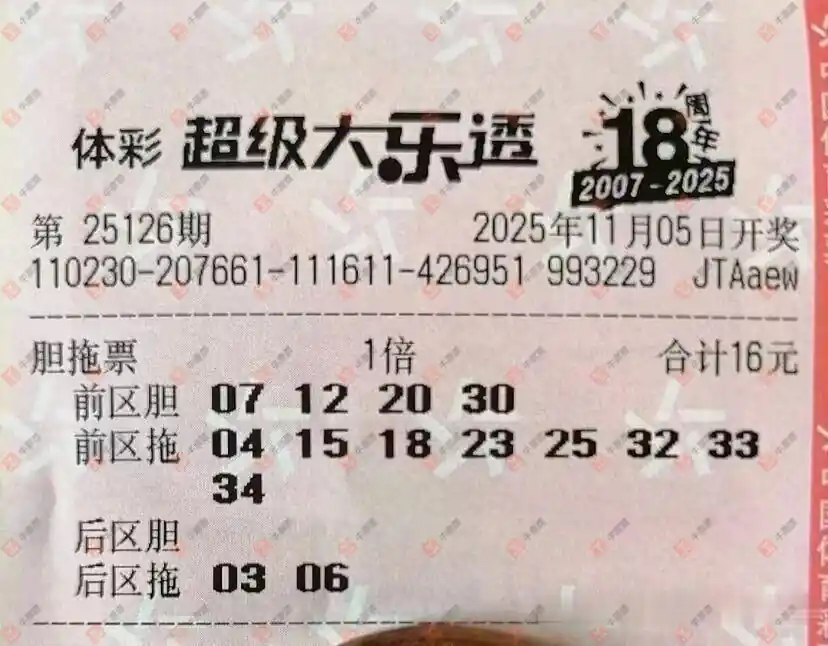 体彩 超级大乐透 18周年
2007-2025
第 25126期 2025年11月05日开奖
110230-207661-111611-426951 993229 JTAaew
胆拖票 1倍 合计16元
前区胆 07 12 20 30
前区拖 04 15 18 23 25 32 33
34
后区胆
后区拖 03 06